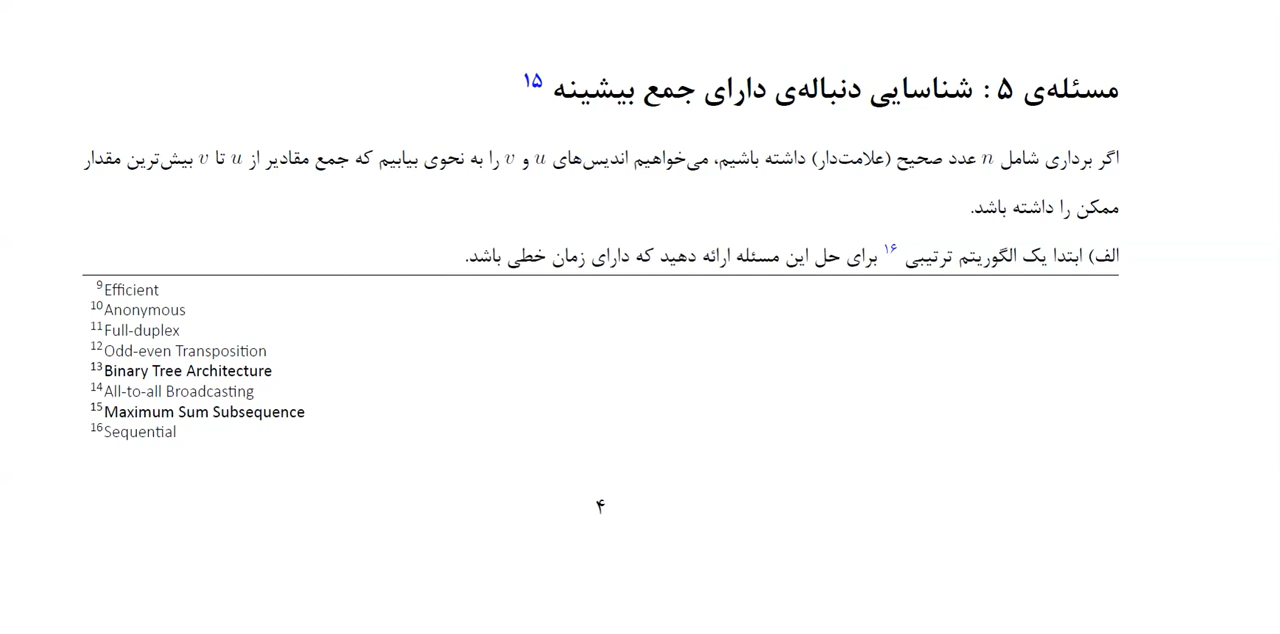 مسئله‌ی ۵ : شناسایی دنباله‌ی دارای جمع بیشینه ۱۵
اگر برداری شامل n عدد صحیح (علامت‌دار) داشته باشیم، می‌خواهیم اندیس‌های u و v را به نحوی بیابیم که جمع مقادیر از u تا v بیش‌ترین مقدار
ممکن را داشته باشد.
الف) ابتدا یک الگوریتم ترتیبی ۱۶ برای حل این مسئله ارائه دهید که دارای زمان خطی باشد.
9Efficient
10Anonymous
11Full-duplex
12Odd-even Transposition
13Binary Tree Architecture
14All-to-all Broadcasting
15Maximum Sum Subsequence
16Sequential
۴